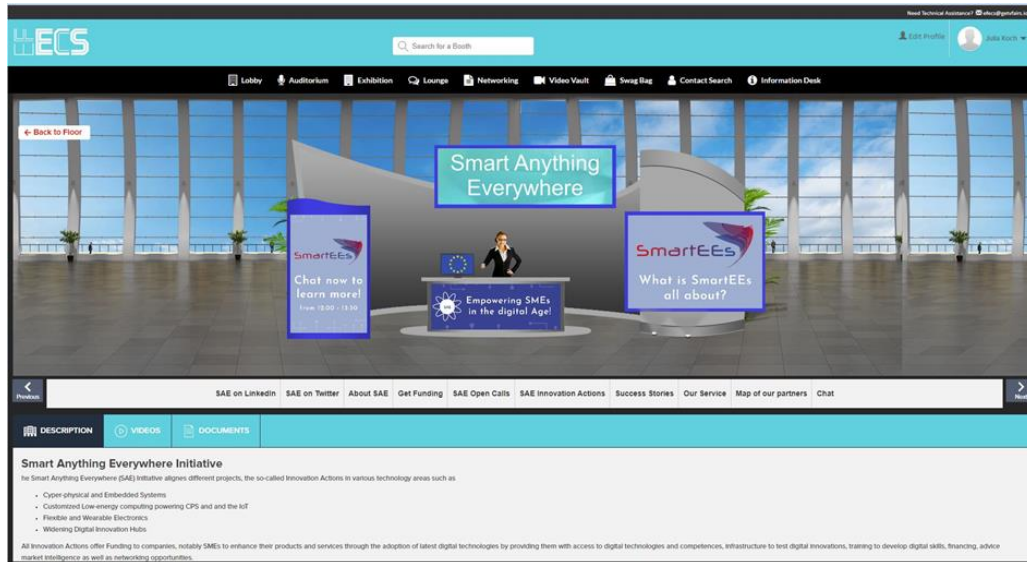 Need Technical Assistance? efecs@getvfairs.io
EFECS
Search for a Booth
Edit Profile
Julia Koch
Lobby Auditorium Exhibition Lounge Networking Video Vault Swag Bag Contact Search Information Desk
← Back to Floor
Smart Anything
Everywhere
SmartEEs
Chat now to
learn more!
from 12:00 - 13:30
SAE
Empowering SMEs
in the digital Age!
SmartEEs
What is SmartEEs
all about?
Previous
SAE on LinkedIn SAE on Twitter About SAE Get Funding SAE Open Calls SAE Innovation Actions Success Stories Our Service Map of our partners Chat
Next
DESCRIPTION VIDEOS DOCUMENTS
Smart Anything Everywhere Initiative
he Smart Anything Everywhere (SAE) Initiative alignes different projects, the so-called Innovation Actions in various technology areas such as
• Cyper-physical and Embedded Systems
• Customized Low-energy computing powering CPS and and the IoT
• Flexible and Wearable Electronics
• Widening Digital Innovation Hubs
All Innovation Actions offer Funding to companies, notably SMEs to enhance their products and services through the adoption of latest digital technologies by providing them with access to digital technologies and competences, infrastructure to test digital innovations, training to develop digital skills, financing, advice
market intelligence as well as networking opportunities.